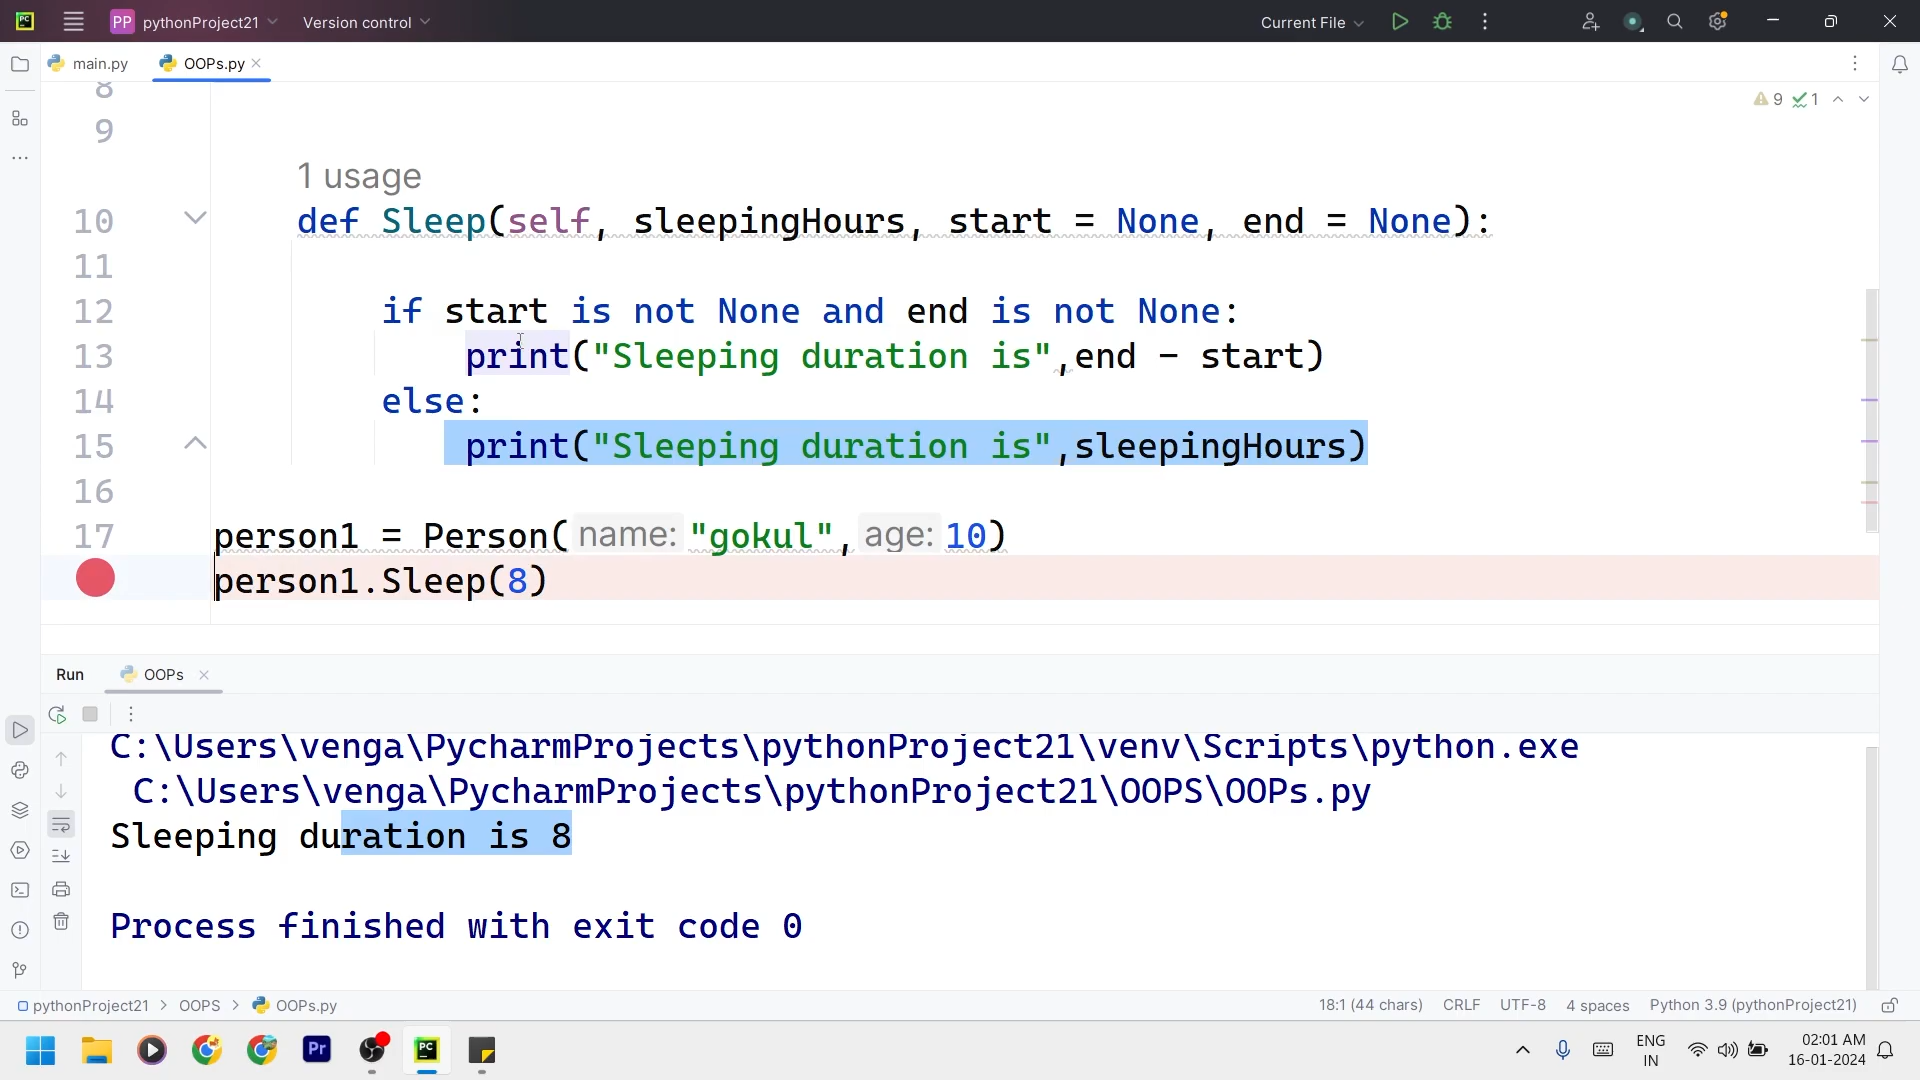 PP pythonProject21 Version control Current File
main.py OOPs.py
8
9 1
9
1 usage
10 def Sleep(self, sleepingHours, start = None, end = None):
11
12 if start is not None and end is not None:
13 print("Sleeping duration is",end - start)
14 else:
15 print("Sleeping duration is",sleepingHours)
16
17 person1 = Person( name: "gokul", age: 10)
person1.Sleep(8)
Run OOPs
C:\Users\venga\PycharmProjects\pythonProject21\venv\Scripts\python.exe
C:\Users\venga\PycharmProjects\pythonProject21\OOPS\OOPs.py
Sleeping duration is 8
Process finished with exit code 0
pythonProject21 > OOPS > OOPs.py 18:1 (44 chars) CRLF UTF-8 4 spaces Python 3.9 (pythonProject21)
Pr PC ENG IN 02:01 AM
16-01-2024